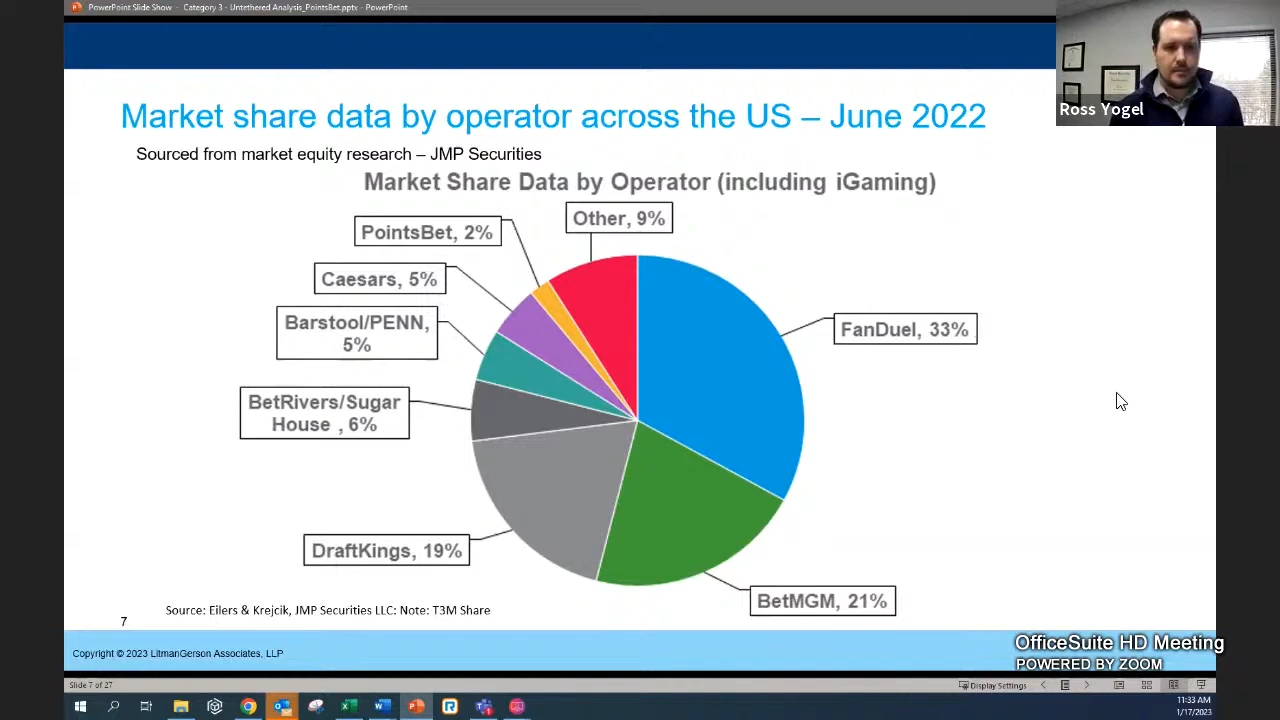 PowerPoint Slide Show - Category 3 - Untethered Analysis_PointsBet.pptx - PowerPoint
Ross Yogel
Market share data by operator across the US – June 2022
Sourced from market equity research – JMP Securities
Market Share Data by Operator (including iGaming)
Other, 9%
PointsBet, 2%
Caesars, 5%
Barstool/PENN,
5%
FanDuel, 33%
BetRivers/Sugar
House , 6%
DraftKings, 19%
BetMGM, 21%
Source: Eilers & Krejcik, JMP Securities LLC: Note: T3M Share
7
OfficeSuite HD Meeting
POWERED BY ZOOM
Copyright © 2023 LitmanGerson Associates, LLP
Slide 7 of 27
Display Settings
11:33 AM
1/17/2023